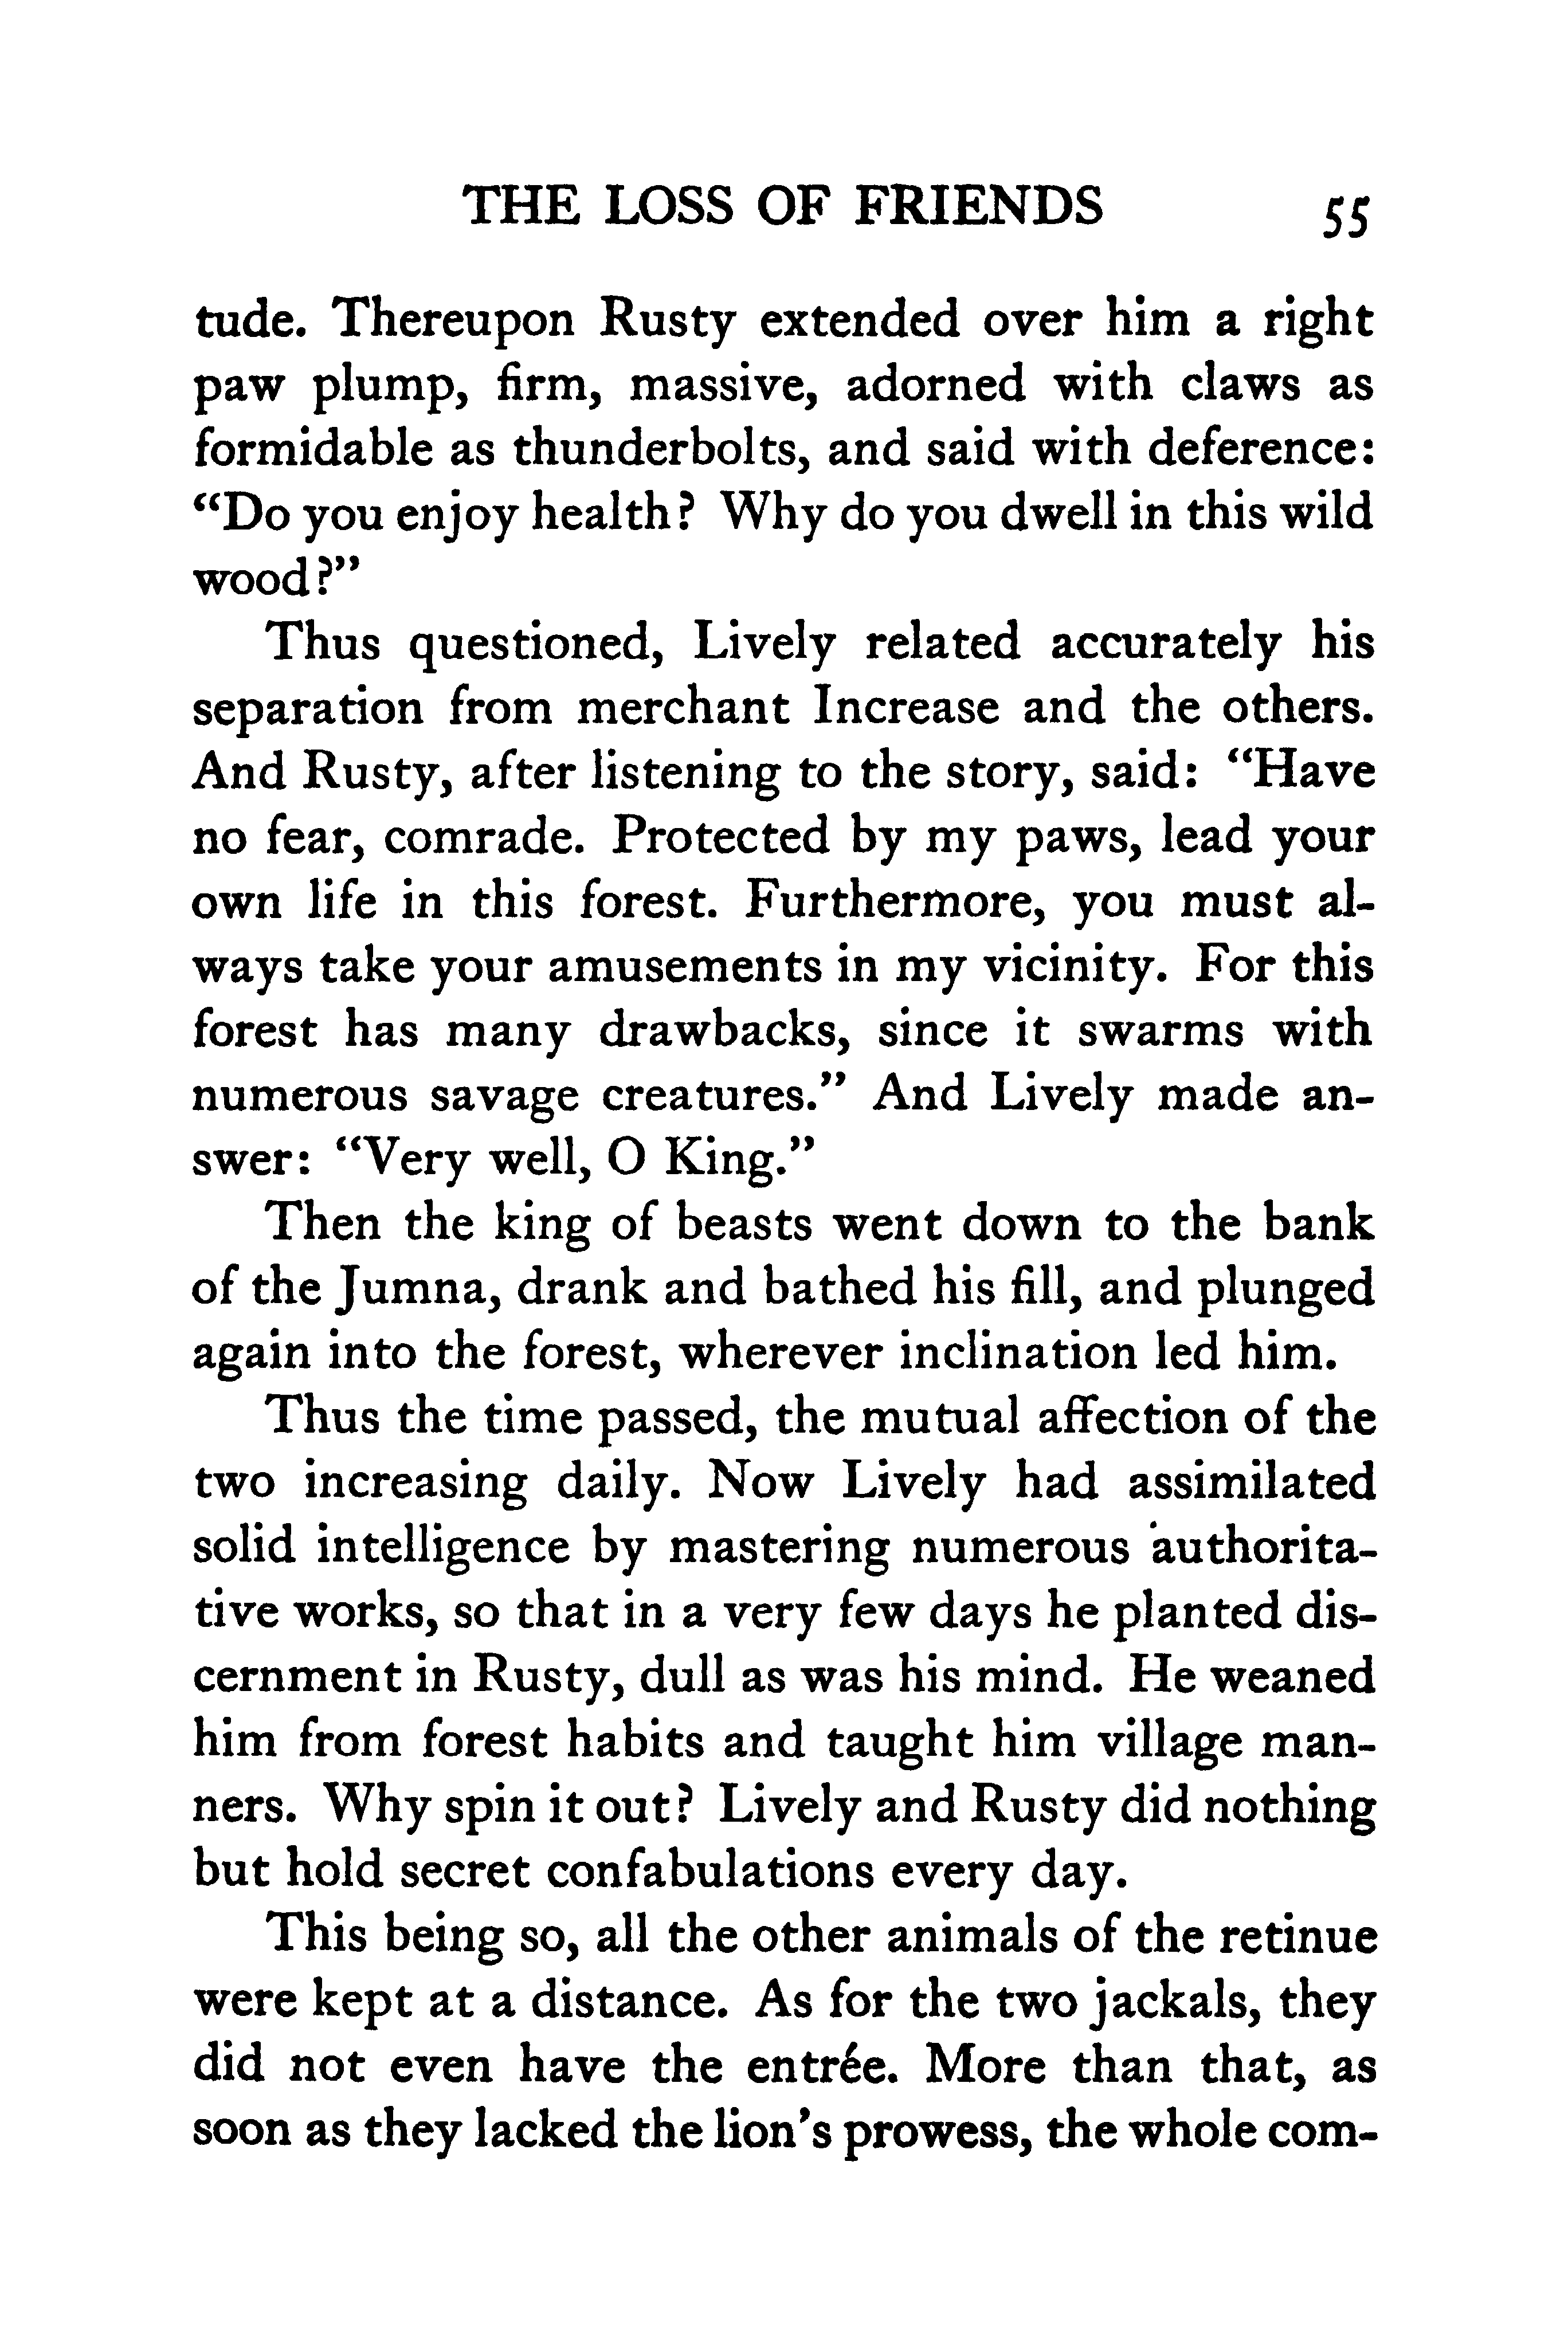 THE LOSS OF FRIENDS 55
tude. Thereupon Rusty extended over him a right
paw plump, firm, massive, adorned with claws as
formidable as thunderbolts, and said with deference:
“Do you enjoy health? Why do you dwell in this wild
wood?”
Thus questioned, Lively related accurately his
separation from merchant Increase and the others.
And Rusty, after listening to the story, said: “Have
no fear, comrade. Protected by my paws, lead your
own life in this forest. Furthermore, you must al-
ways take your amusements in my vicinity. For this
forest has many drawbacks, since it swarms with
numerous savage creatures.” And Lively made an-
swer: “Very well, O King.”
Then the king of beasts went down to the bank
of the Jumna, drank and bathed his fill, and plunged
again into the forest, wherever inclination led him.
Thus the time passed, the mutual affection of the
two increasing daily. Now Lively had assimilated
solid intelligence by mastering numerous authorita-
tive works, so that in a very few days he planted dis-
cernment in Rusty, dull as was his mind. He weaned
him from forest habits and taught him village man-
ners. Why spin it out? Lively and Rusty did nothing
but hold secret confabulations every day.
This being so, all the other animals of the retinue
were kept at a distance. As for the two jackals, they
did not even have the entrée. More than that, as
soon as they lacked the lion’s prowess, the whole com-